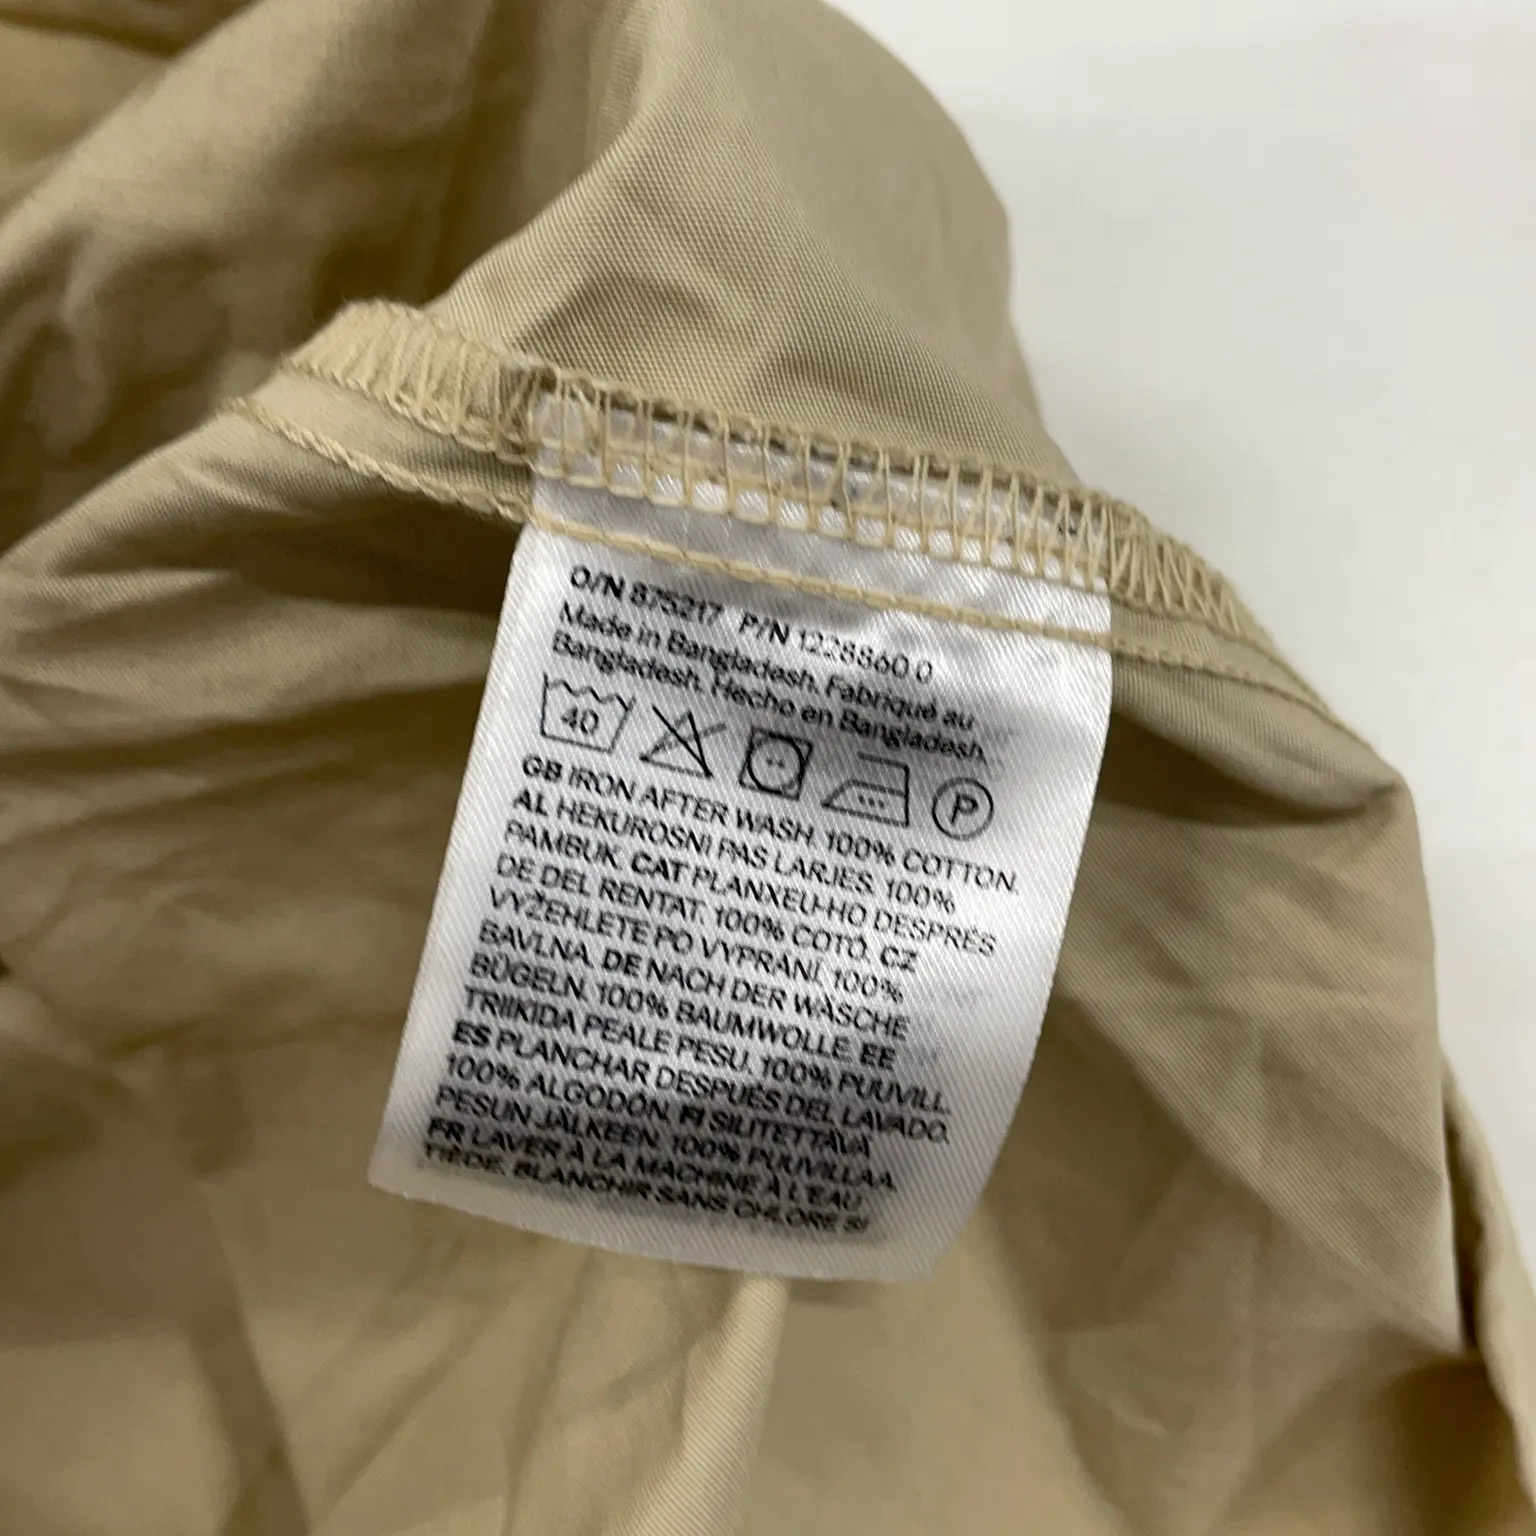 O/N 875217 P/N 1228860 0
Made in Bangladesh. Fabriqué au
Bangladesh. Hecho en Bangladesh.
40 P
GB IRON AFTER WASH. 100% COTTON.
AL HEKUROSNI PAS LARJES. 100%
PAMBUK. CAT PLANXEU-HO DESPRÉS
DE DEL RENTAT. 100% COTÓ. CZ
VYŽEHLETE PO VYPRÁNÍ. 100%
BAVLNA. DE NACH DER WÄSCHE
BÜGELN. 100% BAUMWOLLE. EE
TRIIKIDA PEALE PESU. 100% PUUVILL.
ES PLANCHAR DESPUÉS DEL LAVADO.
100% ALGODÓN. FI SILITETTÄVÄ
PESUN JÄLKEEN. 100% PUUVILLAA.
FR LAVER À LA MACHINE À L'EAU
TIÈDE. BLANCHIR SANS CHLORE SI